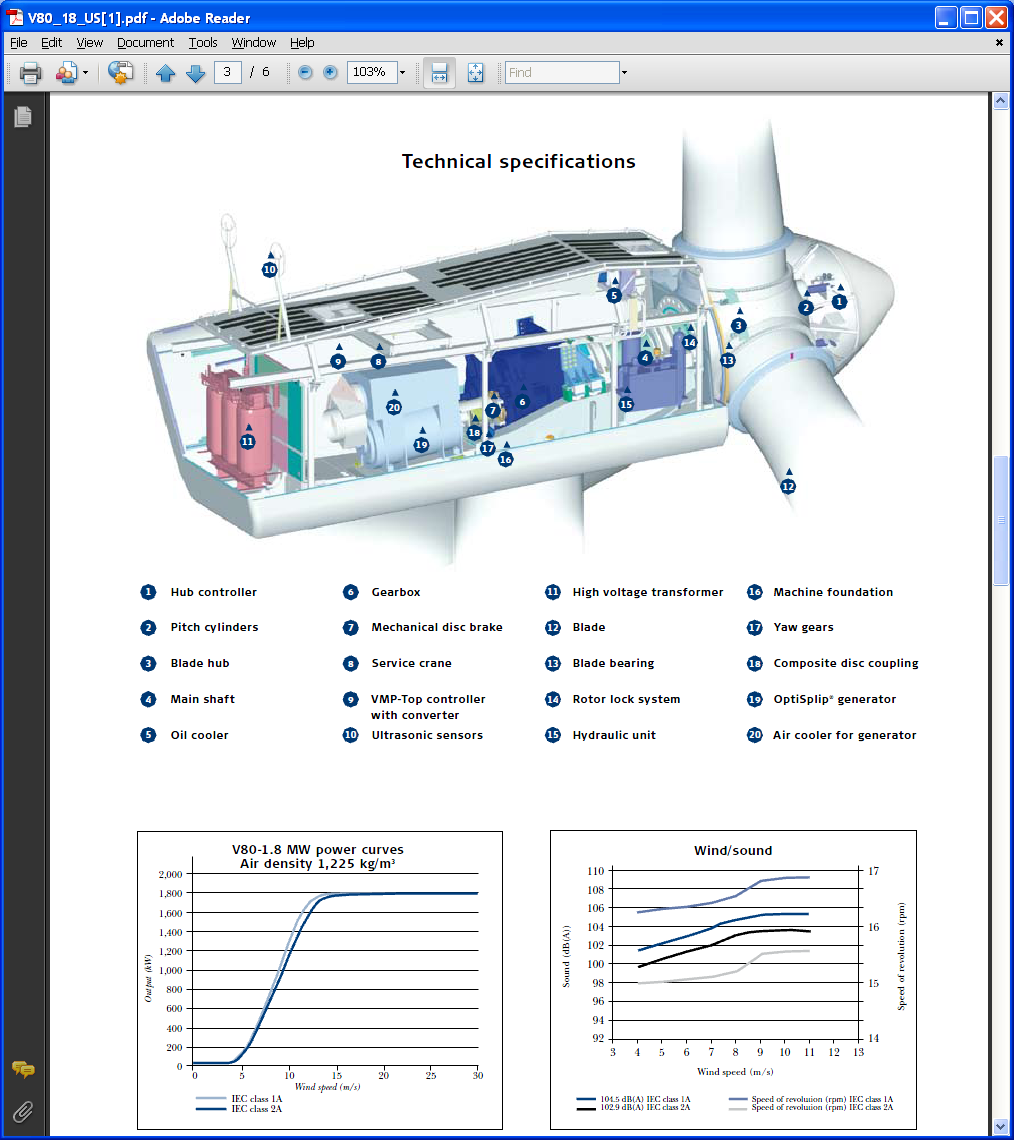 V80_18_US[1].pdf - Adobe Reader
File Edit View Document Tools Window Help
3 / 6 103% Find
Technical specifications
10
5
2
1
3
14
13
4
9
8
20
7
6
15
18
19
11
17
16
12
1 Hub controller
6 Gearbox
11 High voltage transformer
16 Machine foundation
2 Pitch cylinders
7 Mechanical disc brake
12 Blade
17 Yaw gears
3 Blade hub
8 Service crane
13 Blade bearing
18 Composite disc coupling
4 Main shaft
9 VMP-Top controller
with converter
14 Rotor lock system
19 OptiSplip® generator
5 Oil cooler
10 Ultrasonic sensors
15 Hydraulic unit
20 Air cooler for generator
V80-1.8 MW power curves
Air density 1,225 kg/m³
2,000
1,800
1,600
1,400
1,200
1,000
800
600
400
200
0
Output (kW)
0 5 10 15 20 25 30
Wind speed (m/s)
IEC class 1A
IEC class 2A
Wind/sound
110
108
106
104
102
100
98
96
94
92
Sound (dB(A))
17
16
15
14
Speed of revolution (rpm)
3 4 5 6 7 8 9 10 11 12 13
Wind speed (m/s)
104.5 dB(A) IEC class 1A
102.9 dB(A) IEC class 2A
Speed of revoluion (rpm) IEC class 1A
Speed of revoluion (rpm) IEC class 2A